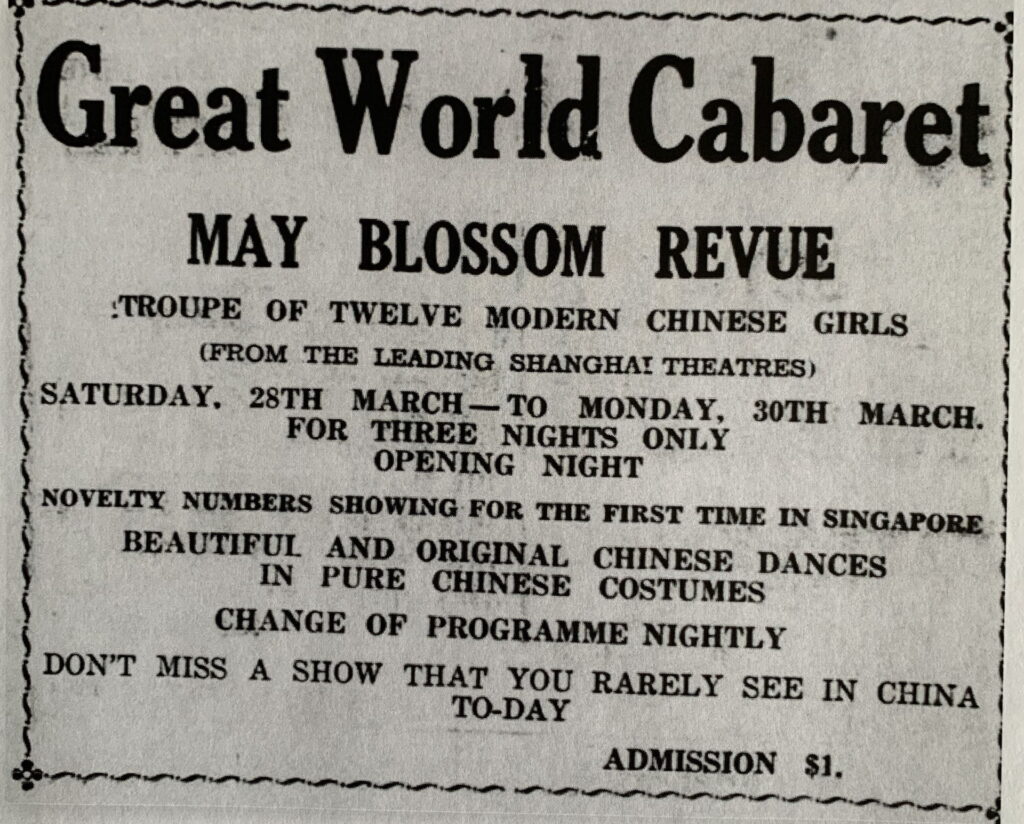 Great World Cabaret
MAY BLOSSOM REVUE
TROUPE OF TWELVE MODERN CHINESE GIRLS
(FROM THE LEADING SHANGHAI THEATRES)
SATURDAY, 28TH MARCH — TO MONDAY, 30TH MARCH.
FOR THREE NIGHTS ONLY
OPENING NIGHT
NOVELTY NUMBERS SHOWING FOR THE FIRST TIME IN SINGAPORE
BEAUTIFUL AND ORIGINAL CHINESE DANCES
IN PURE CHINESE COSTUMES
CHANGE OF PROGRAMME NIGHTLY
DON'T MISS A SHOW THAT YOU RARELY SEE IN CHINA
TO-DAY
ADMISSION $1.